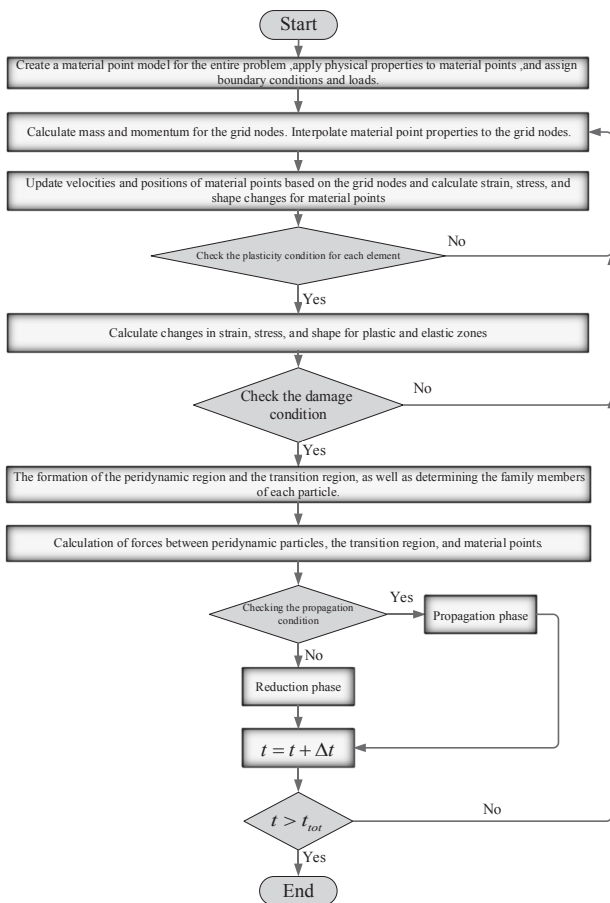 Start
Create a material point model for the entire problem ,apply physical properties to material points ,and assign
boundary conditions and loads.
Calculate mass and momentum for the grid nodes. Interpolate material point properties to the grid nodes.
Update velocities and positions of material points based on the grid nodes and calculate strain, stress, and
shape changes for material points
Check the plasticity condition for each element
No
Yes
Calculate changes in strain, stress, and shape for plastic and elastic zones
Check the damage
condition
No
Yes
The formation of the peridynamic region and the transition region, as well as determining the family members
of each particle.
Calculation of forces between peridynamic particles, the transition region, and material points.
Checking the propagation
condition
Yes
Propagation phase
No
Reduction phase
t = t + Δt
t > t_tot
No
Yes
End